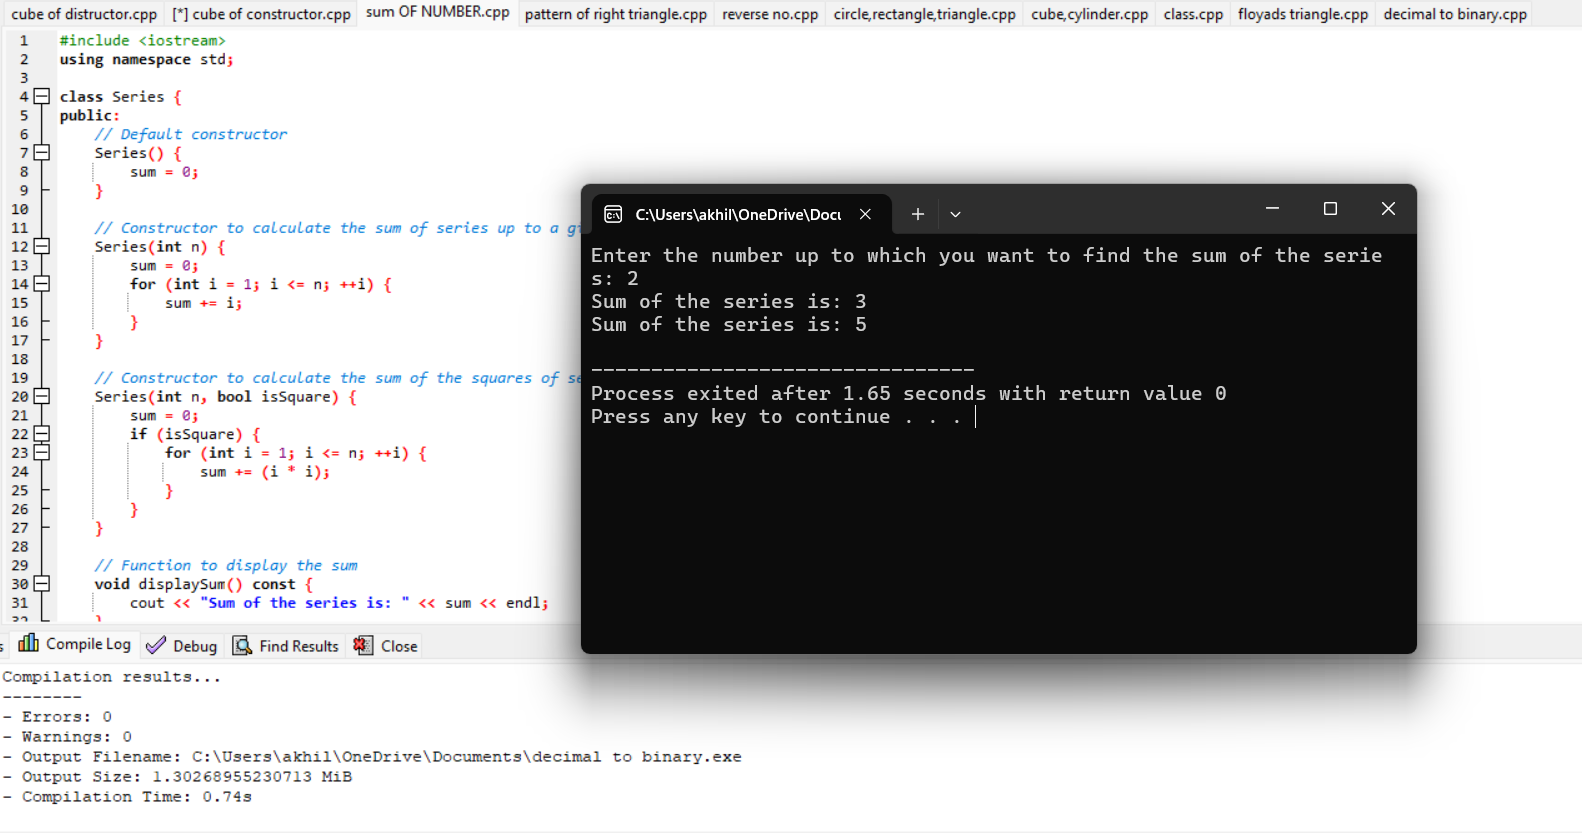 cube of distructor.cpp [*] cube of constructor.cpp sum OF NUMBER.cpp pattern of right triangle.cpp reverse no.cpp circle,rectangle,triangle.cpp cube,cylinder.cpp class.cpp floyads triangle.cpp decimal to binary.cpp
1 #include <iostream>
2 using namespace std;
3
4 class Series {
5 public:
6 // Default constructor
7 Series() {
8 sum = 0;
9 }
10
11 // Constructor to calculate the sum of series up to a
12 Series(int n) {
13 sum = 0;
14 for (int i = 1; i <= n; ++i) {
15 sum += i;
16 }
17 }
18
19 // Constructor to calculate the sum of the squares of
20 Series(int n, bool isSquare) {
21 sum = 0;
22 if (isSquare) {
23 for (int i = 1; i <= n; ++i) {
24 sum += (i * i);
25 }
26 }
27 }
28
29 // Function to display the sum
30 void displaySum() const {
31 cout << "Sum of the series is: " << sum << endl;
C:\Users\akhil\OneDrive\Docu
Enter the number up to which you want to find the sum of the serie
s: 2
Sum of the series is: 3
Sum of the series is: 5
--------------------------------
Process exited after 1.65 seconds with return value 0
Press any key to continue . . .
Compile Log Debug Find Results Close
Compilation results...
--------
- Errors: 0
- Warnings: 0
- Output Filename: C:\Users\akhil\OneDrive\Documents\decimal to binary.exe
- Output Size: 1.30268955230713 MiB
- Compilation Time: 0.74s